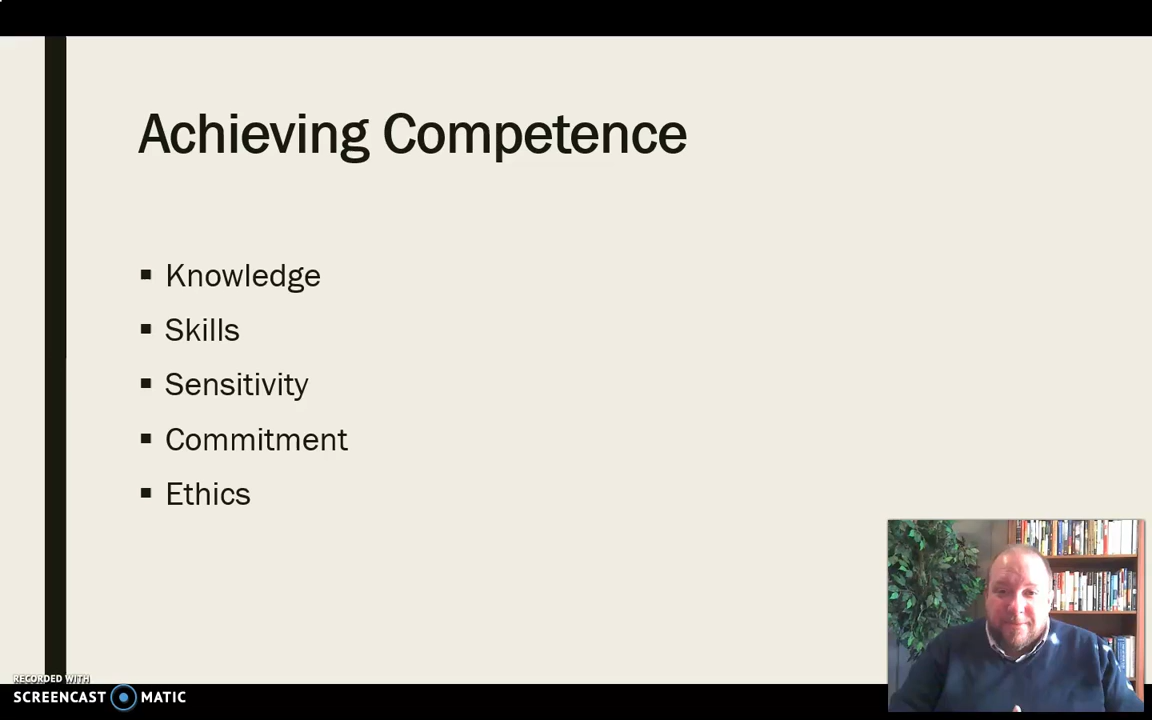 Achieving Competence
Knowledge
Skills
Sensitivity
Commitment
Ethics
RECORDED WITH
SCREENCAST MATIC